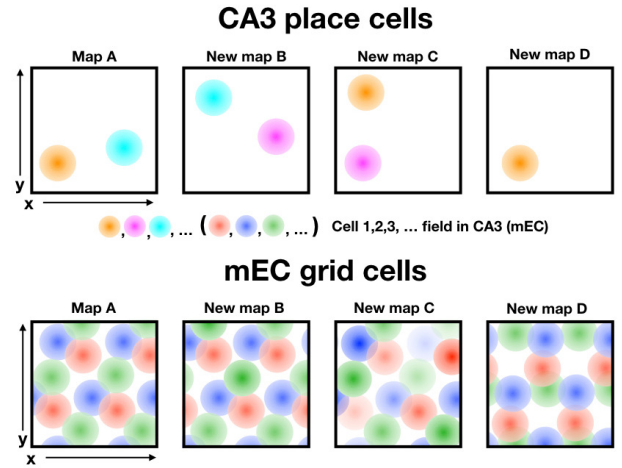 CA3 place cells
Map A New map B New map C New map D
y
x
, , , ... ( , , , ... ) Cell 1,2,3, ... field in CA3 (mEC)
mEC grid cells
Map A New map B New map C New map D
y
x